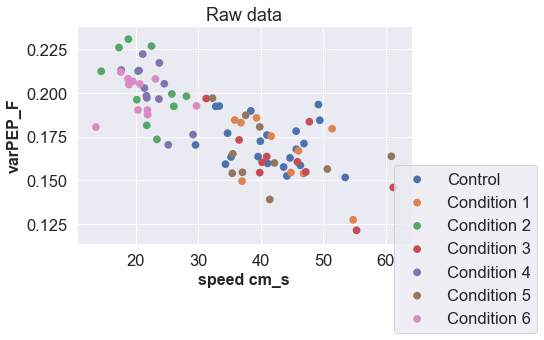 Raw data
0.225
0.200
0.175
0.150
0.125
varPEP_F
20
30
40
50
60
speed cm_s
Control
Condition 1
Condition 2
Condition 3
Condition 4
Condition 5
Condition 6